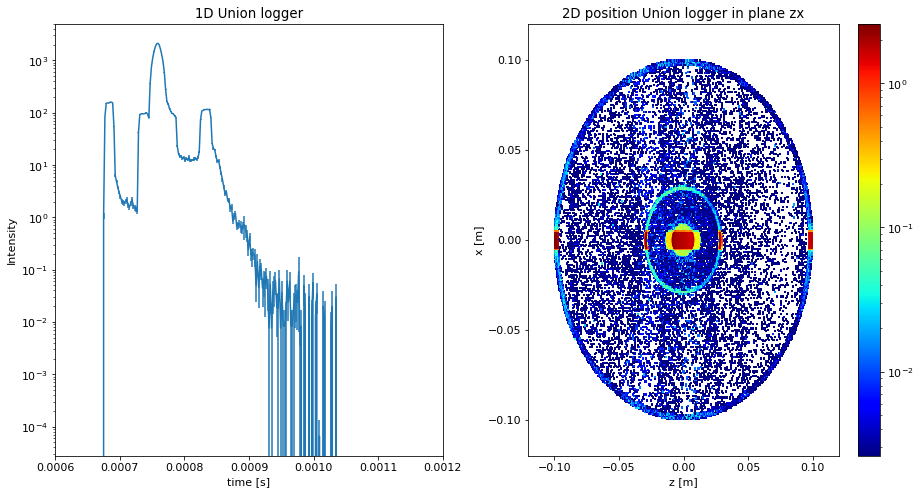 1D Union logger
Intensity
10³
10²
10¹
10⁰
10⁻¹
10⁻²
10⁻³
10⁻⁴
0.0006 0.0007 0.0008 0.0009 0.0010 0.0011 0.0012
time [s]
2D position Union logger in plane zx
x [m]
0.10
0.05
0.00
−0.05
−0.10
−0.10 −0.05 0.00 0.05 0.10
z [m]
10⁰
10⁻¹
10⁻²